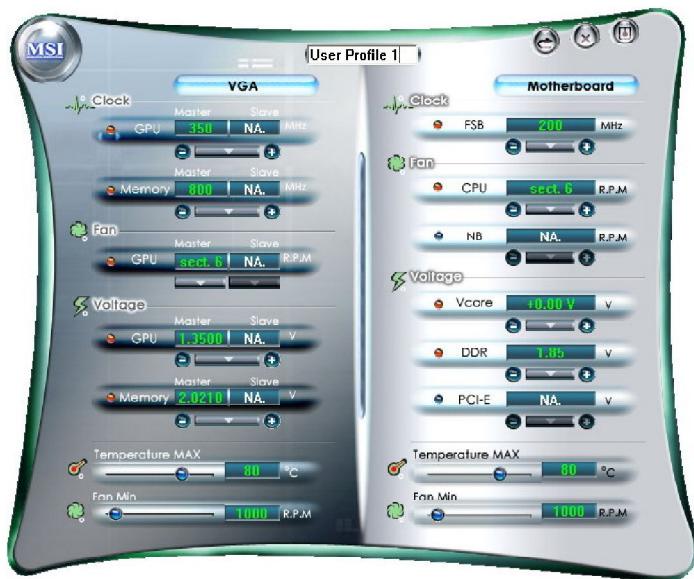 MSI
User Profile 1
VGA
Clock
Master Slave
GPU 350 NA. MHz
Master Slave
Memory 800 NA. MHz
Fan
Master Slave
GPU sect. 6 NA. R.P.M
Voltage
Master Slave
GPU 1.3500 NA. V
Master Slave
Memory 2.0210 NA. V
Temperature MAX
80 °C
Fan Min
1000 R.P.M
Motherboard
Clock
FSB 200 MHz
Fan
CPU sect. 6 R.P.M
NB NA. R.P.M
Voltage
Vcore +0.00 V V
DDR 1.85 V
PCI-E NA. V
Temperature MAX
80 °C
Fan Min
1000 R.P.M